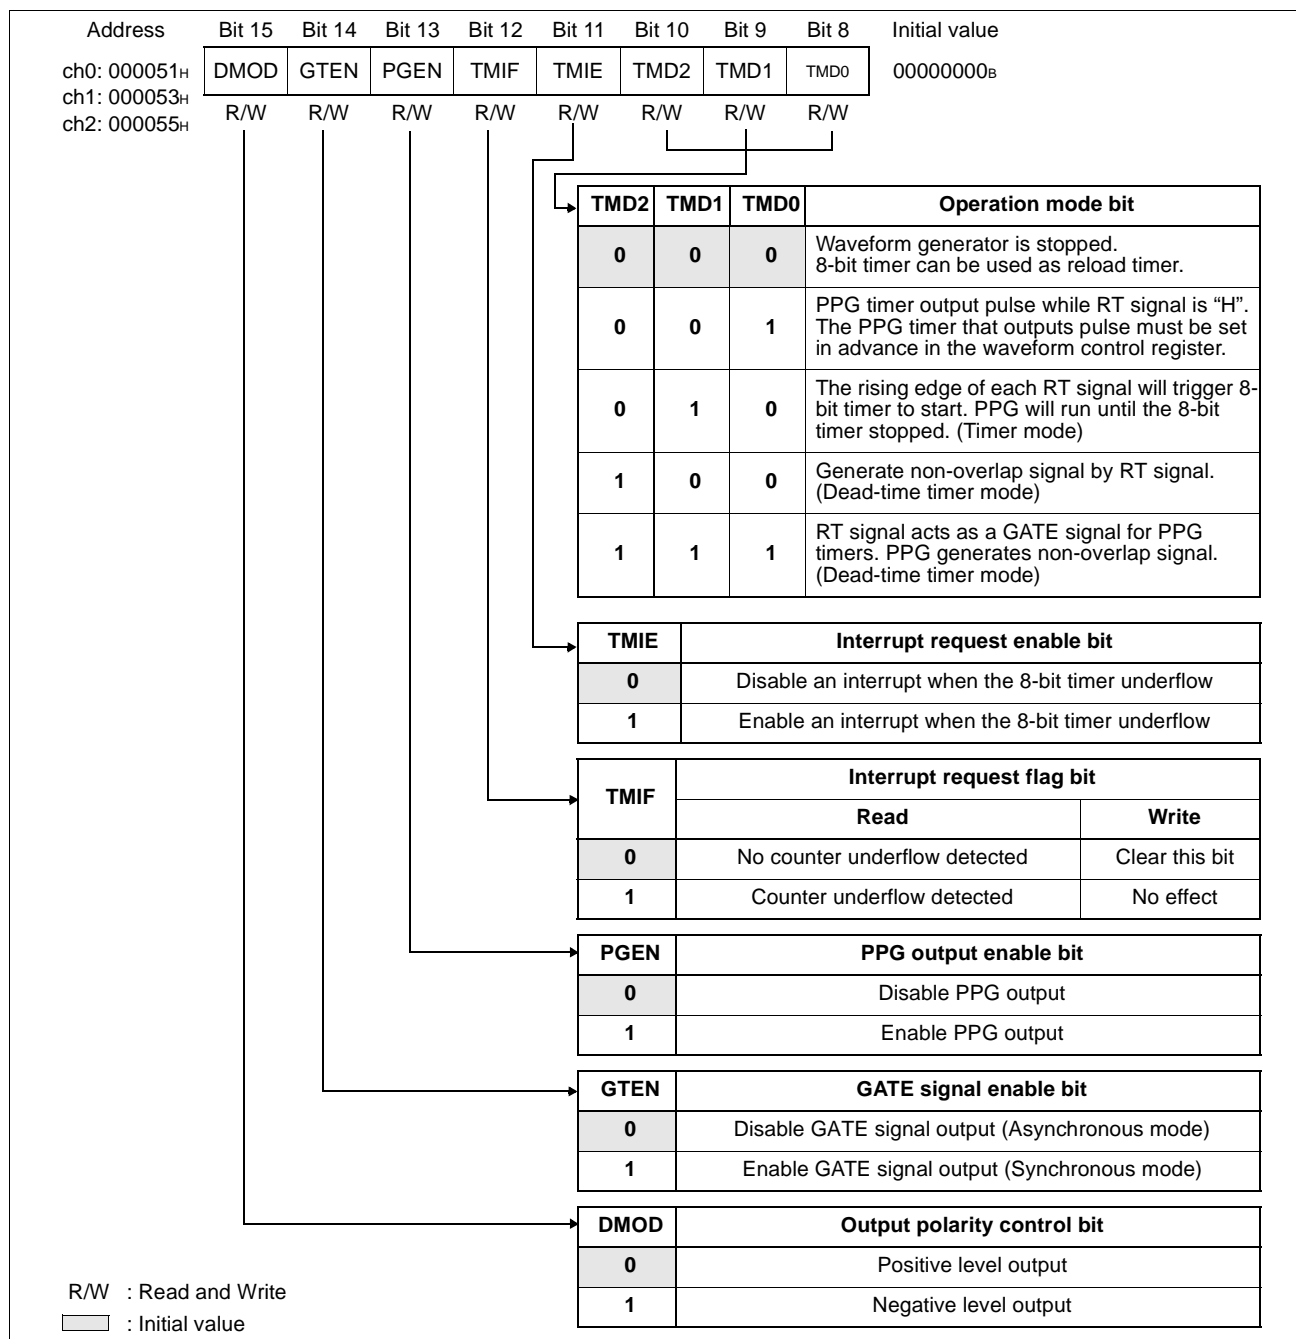 Address Bit 15 Bit 14 Bit 13 Bit 12 Bit 11 Bit 10 Bit 9 Bit 8 Initial value
ch0: 000051H DMOD GTEN PGEN TMIF TMIE TMD2 TMD1 TMD0 00000000B
ch1: 000053H
ch2: 000055H R/W R/W R/W R/W R/W R/W R/W R/W
TMD2 TMD1 TMD0 Operation mode bit
0 0 0 Waveform generator is stopped.
8-bit timer can be used as reload timer.
0 0 1 PPG timer output pulse while RT signal is “H”.
The PPG timer that outputs pulse must be set
in advance in the waveform control register.
0 1 0 The rising edge of each RT signal will trigger 8-
bit timer to start. PPG will run until the 8-bit
timer stopped. (Timer mode)
1 0 0 Generate non-overlap signal by RT signal.
(Dead-time timer mode)
1 1 1 RT signal acts as a GATE signal for PPG
timers. PPG generates non-overlap signal.
(Dead-time timer mode)
TMIE Interrupt request enable bit
0 Disable an interrupt when the 8-bit timer underflow
1 Enable an interrupt when the 8-bit timer underflow
TMIF Interrupt request flag bit
Read Write
0 No counter underflow detected Clear this bit
1 Counter underflow detected No effect
PGEN PPG output enable bit
0 Disable PPG output
1 Enable PPG output
GTEN GATE signal enable bit
0 Disable GATE signal output (Asynchronous mode)
1 Enable GATE signal output (Synchronous mode)
DMOD Output polarity control bit
0 Positive level output
1 Negative level output
R/W : Read and Write
: Initial value